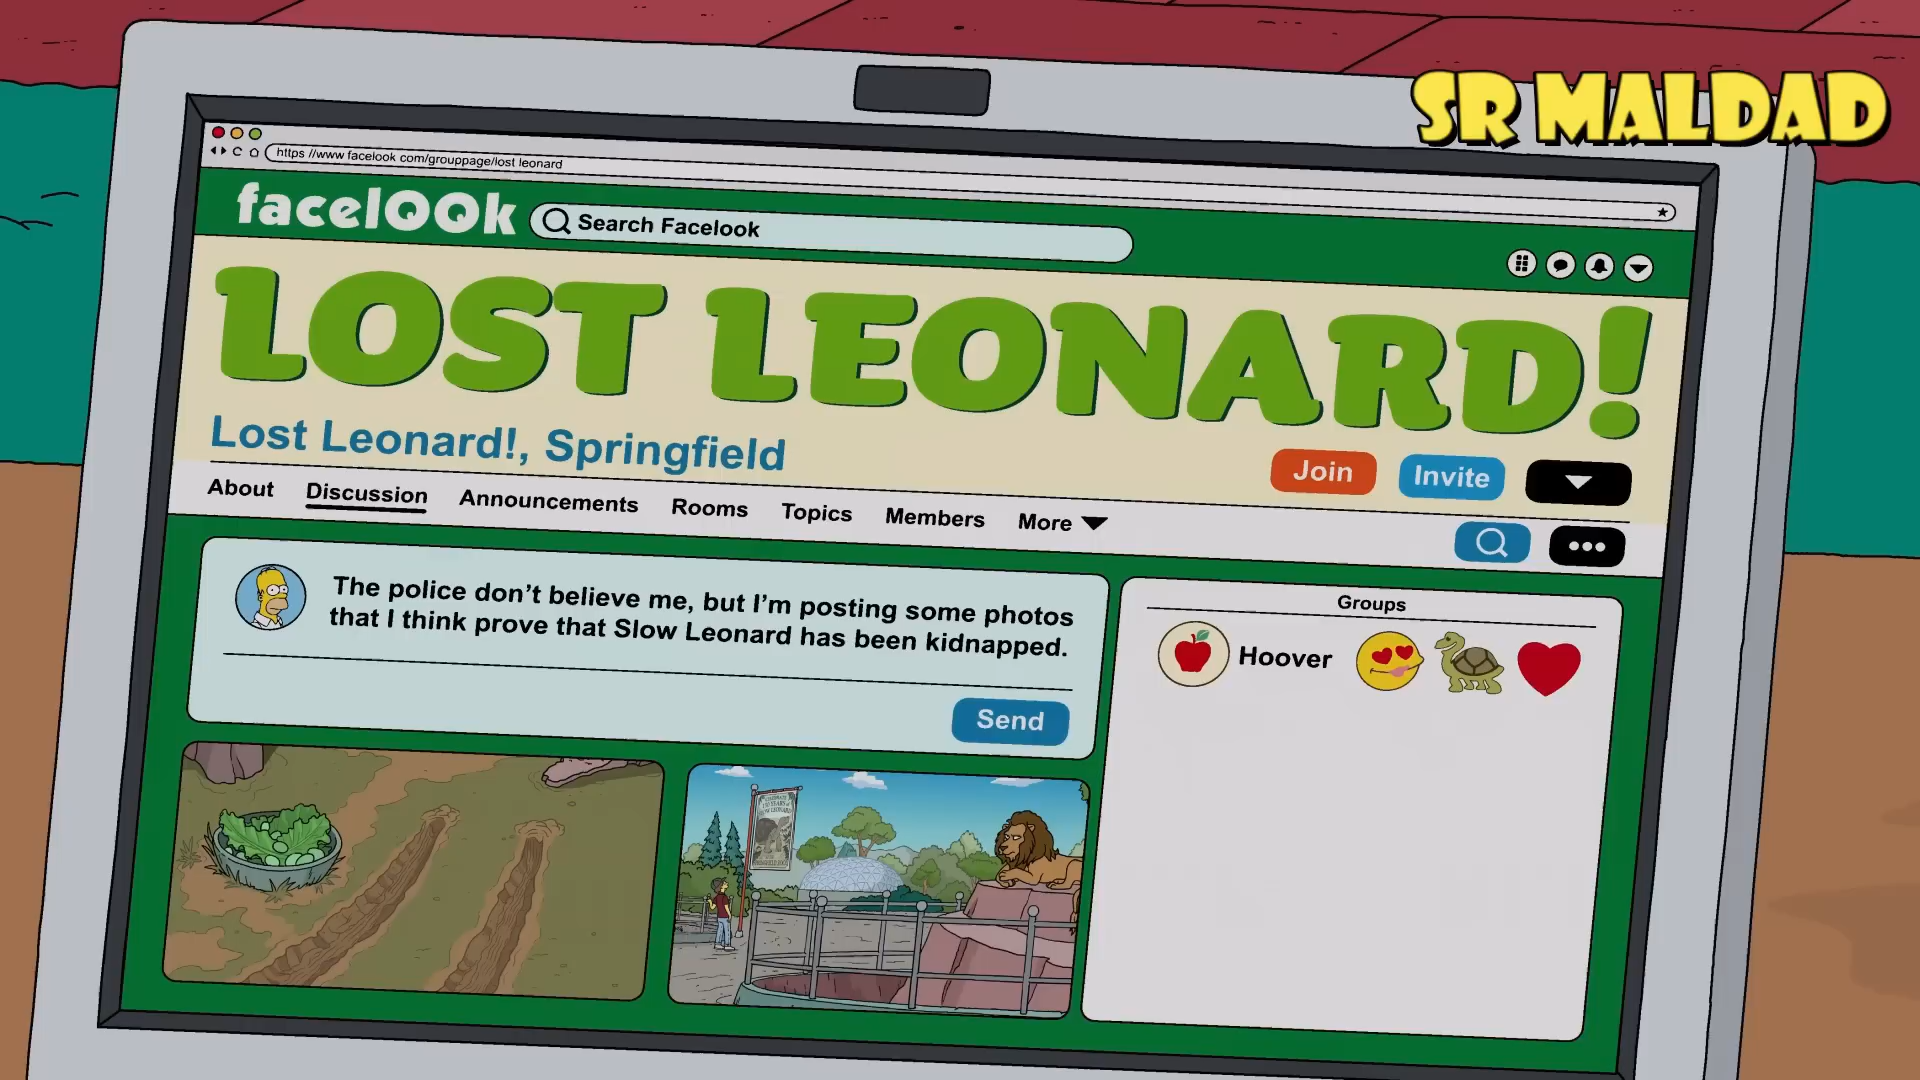 SR MALDAD
https //www facelook com/grouppage/lost leonard
facelOOk
Search Facelook
LOST LEONARD!
Lost Leonard!, Springfield
Join
Invite
About
Discussion
Announcements
Rooms
Topics
Members
More
The police don't believe me, but I'm posting some photos
that I think prove that Slow Leonard has been kidnapped.
Send
Groups
Hoover